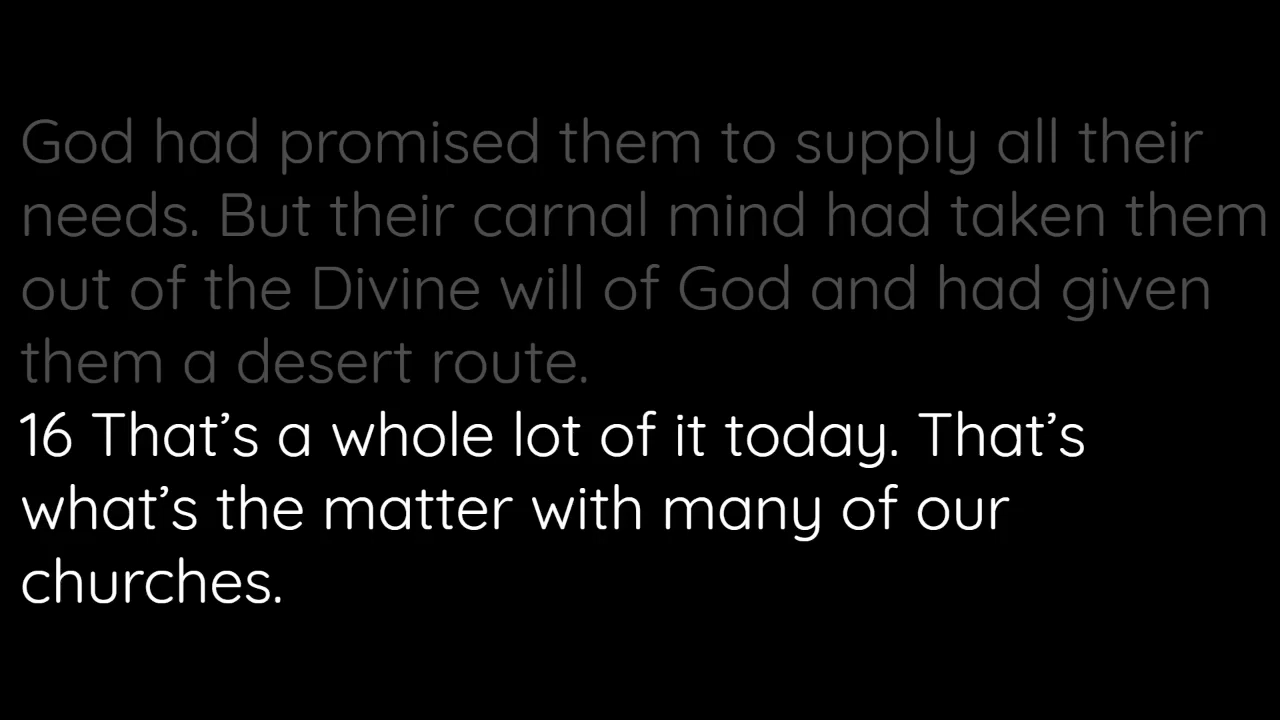 God had promised them to supply all their
needs. But their carnal mind had taken them
out of the Divine will of God and had given
them a desert route.
16 That’s a whole lot of it today. That’s
what’s the matter with many of our
churches.